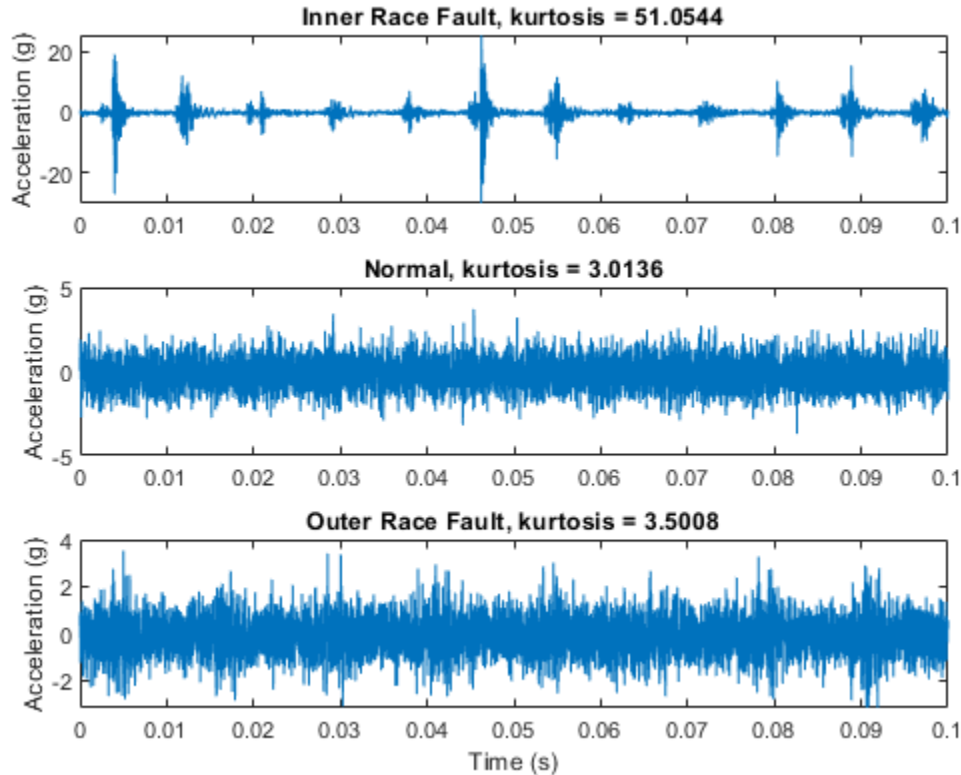 Inner Race Fault, kurtosis = 51.0544
Acceleration (g)
20
0
-20
0 0.01 0.02 0.03 0.04 0.05 0.06 0.07 0.08 0.09 0.1
Normal, kurtosis = 3.0136
Acceleration (g)
5
0
-5
0 0.01 0.02 0.03 0.04 0.05 0.06 0.07 0.08 0.09 0.1
Outer Race Fault, kurtosis = 3.5008
Acceleration (g)
4
2
0
-2
0 0.01 0.02 0.03 0.04 0.05 0.06 0.07 0.08 0.09 0.1
Time (s)